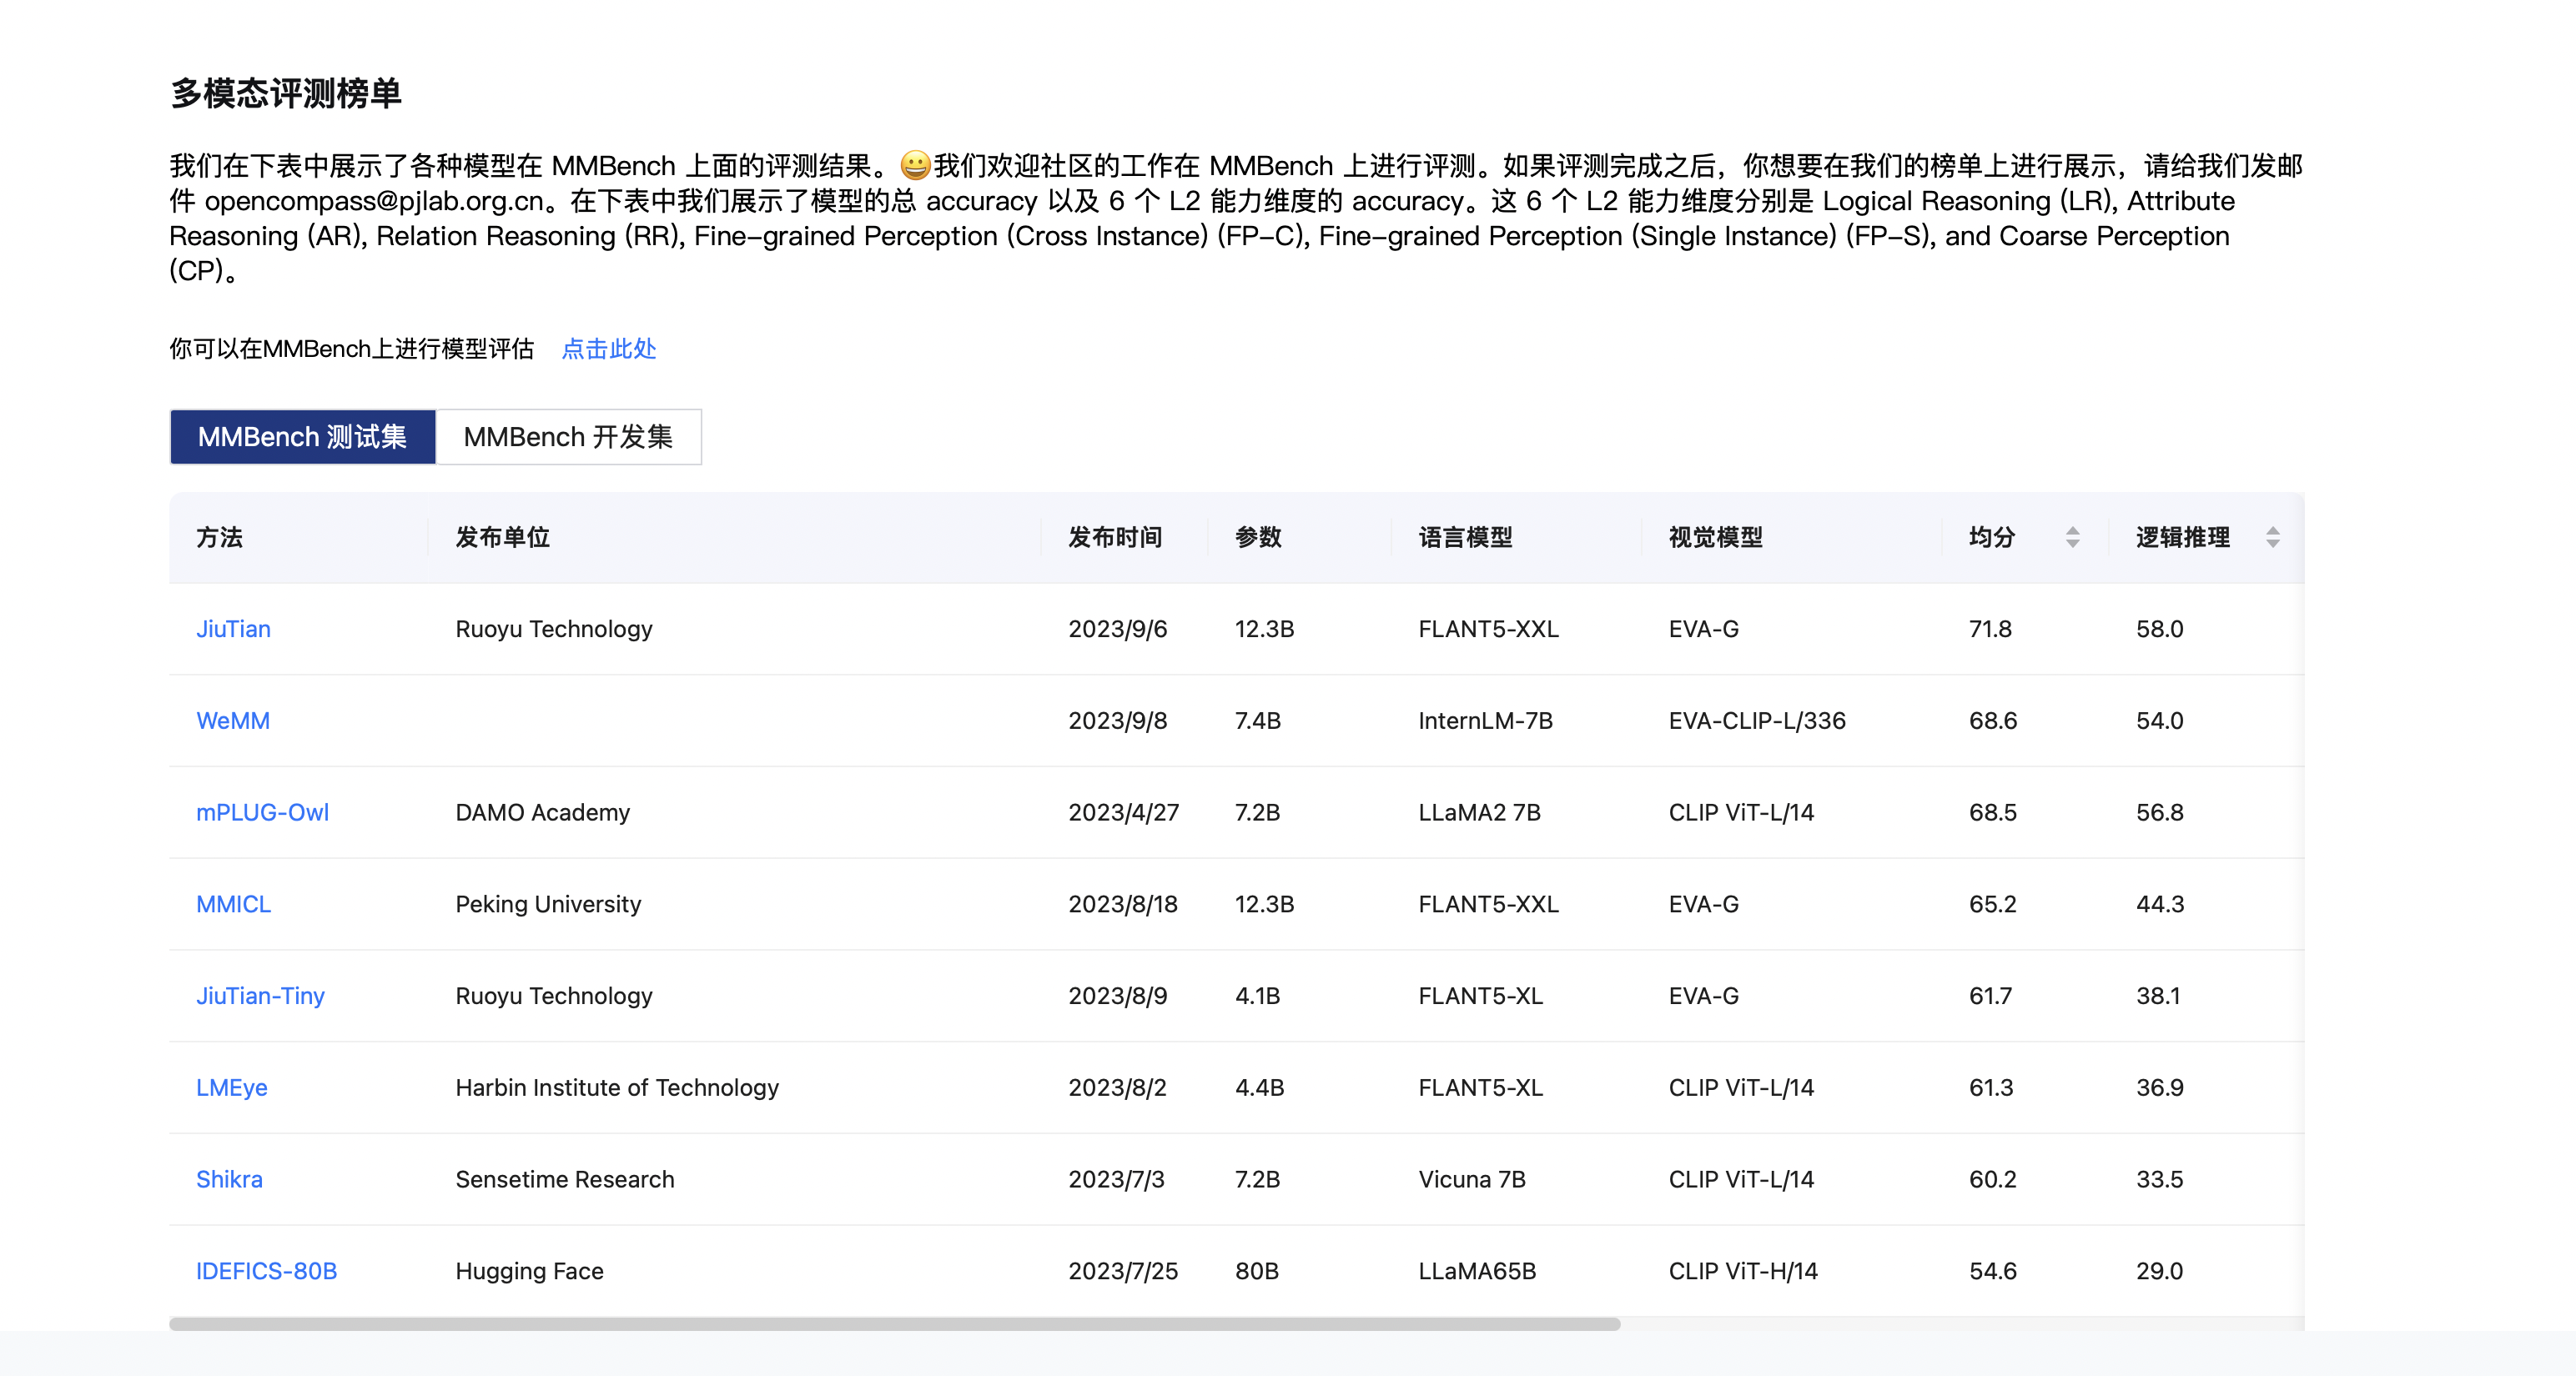 多模态评测榜单
我们在下表中展示了各种模型在 MMBench 上面的评测结果。😀我们欢迎社区的工作在 MMBench 上进行评测。如果评测完成之后，你想要在我们的榜单上进行展示，请给我们发邮
件 opencompass@pjlab.org.cn。在下表中我们展示了模型的总 accuracy 以及 6 个 L2 能力维度的 accuracy。这 6 个 L2 能力维度分别是 Logical Reasoning (LR), Attribute
Reasoning (AR), Relation Reasoning (RR), Fine-grained Perception (Cross Instance) (FP-C), Fine-grained Perception (Single Instance) (FP-S), and Coarse Perception
(CP)。
你可以在MMBench上进行模型评估 点击此处
MMBench 测试集 MMBench 开发集
方法 发布单位 发布时间 参数 语言模型 视觉模型 均分 逻辑推理
JiuTian Ruoyu Technology 2023/9/6 12.3B FLANT5-XXL EVA-G 71.8 58.0
WeMM 2023/9/8 7.4B InternLM-7B EVA-CLIP-L/336 68.6 54.0
mPLUG-Owl DAMO Academy 2023/4/27 7.2B LLaMA2 7B CLIP ViT-L/14 68.5 56.8
MMICL Peking University 2023/8/18 12.3B FLANT5-XXL EVA-G 65.2 44.3
JiuTian-Tiny Ruoyu Technology 2023/8/9 4.1B FLANT5-XL EVA-G 61.7 38.1
LMEye Harbin Institute of Technology 2023/8/2 4.4B FLANT5-XL CLIP ViT-L/14 61.3 36.9
Shikra Sensetime Research 2023/7/3 7.2B Vicuna 7B CLIP ViT-L/14 60.2 33.5
IDEFICS-80B Hugging Face 2023/7/25 80B LLaMA65B CLIP ViT-H/14 54.6 29.0